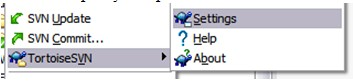 SVN Update
SVN Commit...
TortoiseSVN
Settings
Help
About